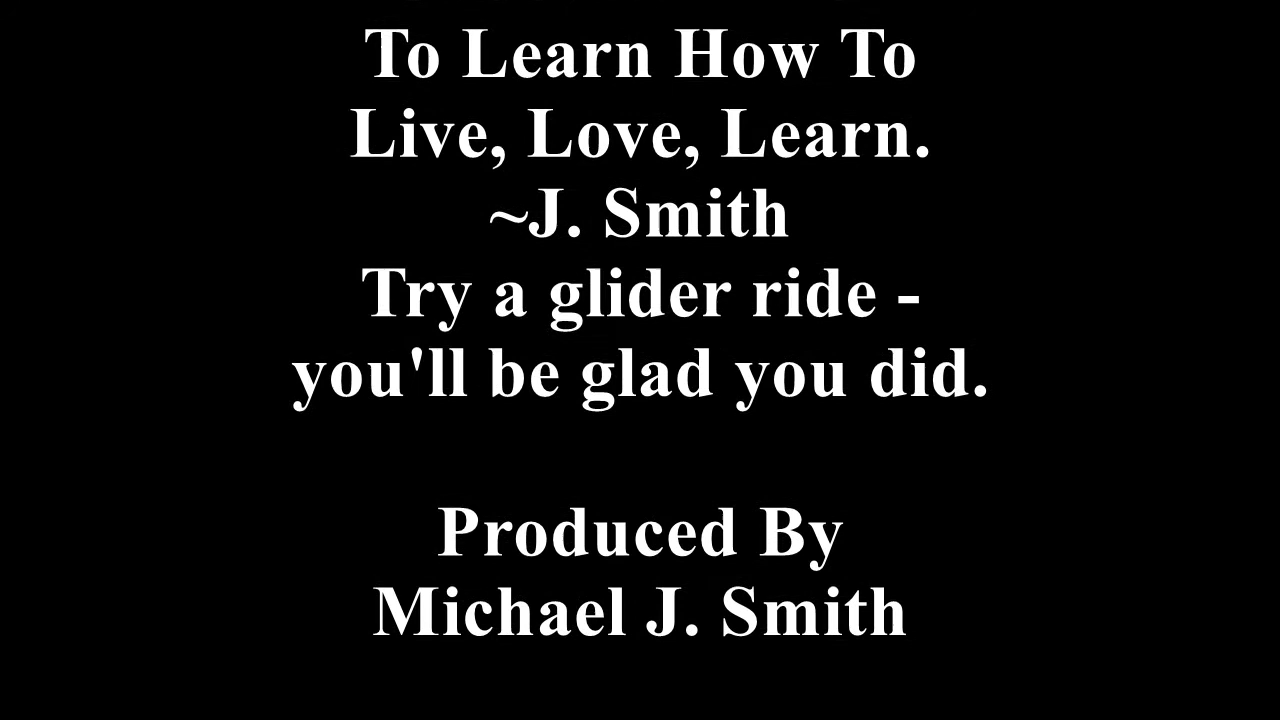 To Learn How To
Live, Love, Learn.
~J. Smith
Try a glider ride -
you'll be glad you did.
Produced By
Michael J. Smith